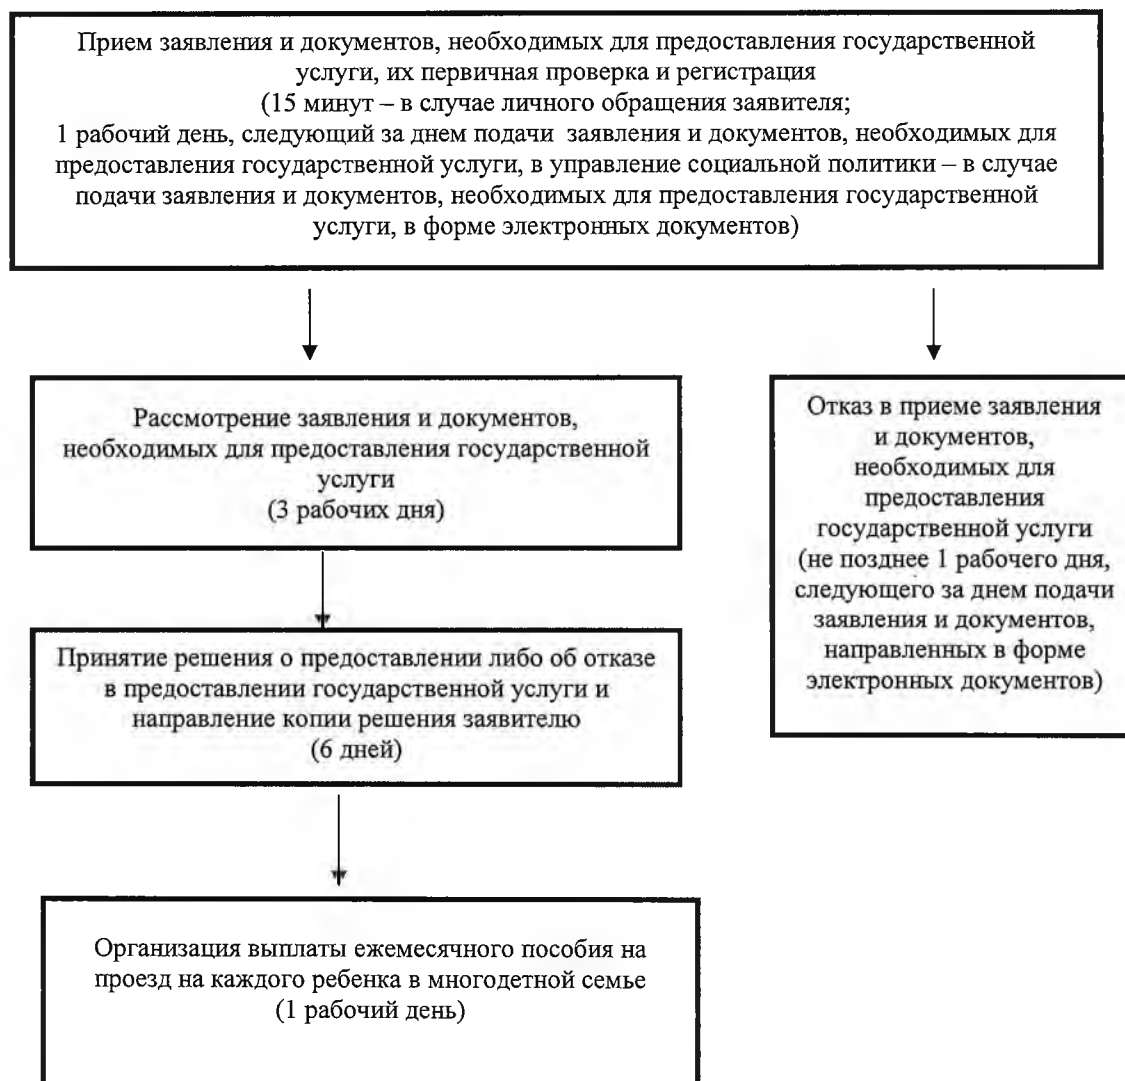 Прием заявления и документов, необходимых для предоставления государственной
услуги, их первичная проверка и регистрация
(15 минут – в случае личного обращения заявителя;
1 рабочий день, следующий за днем подачи заявления и документов, необходимых для
предоставления государственной услуги, в управление социальной политики – в случае
подачи заявления и документов, необходимых для предоставления государственной
услуги, в форме электронных документов)
Рассмотрение заявления и документов,
необходимых для предоставления государственной
услуги
(3 рабочих дня)
Отказ в приеме заявления
и документов,
необходимых для
предоставления
государственной услуги
(не позднее 1 рабочего дня,
следующего за днем подачи
заявления и документов,
направленных в форме
электронных документов)
Принятие решения о предоставлении либо об отказе
в предоставлении государственной услуги и
направление копии решения заявителю
(6 дней)
Организация выплаты ежемесячного пособия на
проезд на каждого ребенка в многодетной семье
(1 рабочий день)